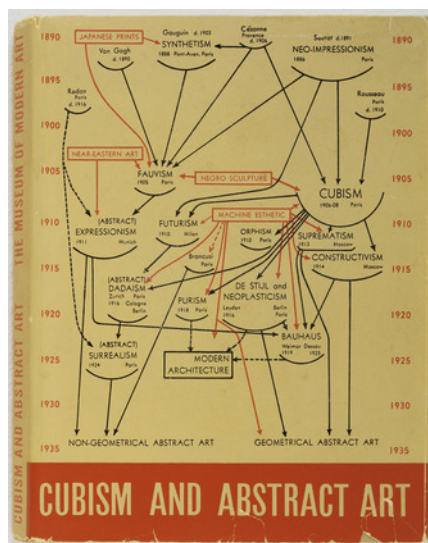 CUBISM AND ABSTRACT ART THE MUSEUM OF MODERN ART
1890
JAPANESE PRINTS
Van Gogh
d. 1890
Gauguin d. 1903
SYNTHETISM
1888 Pont-Aven, Paris
Cézanne
Provence
d. 1906
Seurat d. 1891
NEO-IMPRESSIONISM
1886 Paris
1890
1895
1895
Redon
Paris
d. 1916
Rousseau
Paris
d. 1910
1900
1900
NEAR-EASTERN ART
1905
FAUVISM
1905 Paris
NEGRO SCULPTURE
CUBISM
1906-08 Paris
1905
1910
(ABSTRACT)
EXPRESSIONISM
1911 Munich
FUTURISM
1910 Milan
MACHINE ESTHETIC
ORPHISM
1912 Paris
SUPREMATISM
1913 Moscow
CONSTRUCTIVISM
1914 Moscow
1910
Brancusi
Paris
1915
1915
(ABSTRACT)
DADAISM
Zurich Paris
1916 Cologne
Berlin
PURISM
1918 Paris
DE STIJL and
NEOPLASTICISM
Leyden Berlin
1916 Paris
1920
1920
BAUHAUS
Weimar Dessau
1919 1925
(ABSTRACT)
SURREALISM
1924 Paris
MODERN
ARCHITECTURE
1925
1925
1930
1930
NON-GEOMETRICAL ABSTRACT ART
GEOMETRICAL ABSTRACT ART
1935
1935
CUBISM AND ABSTRACT ART